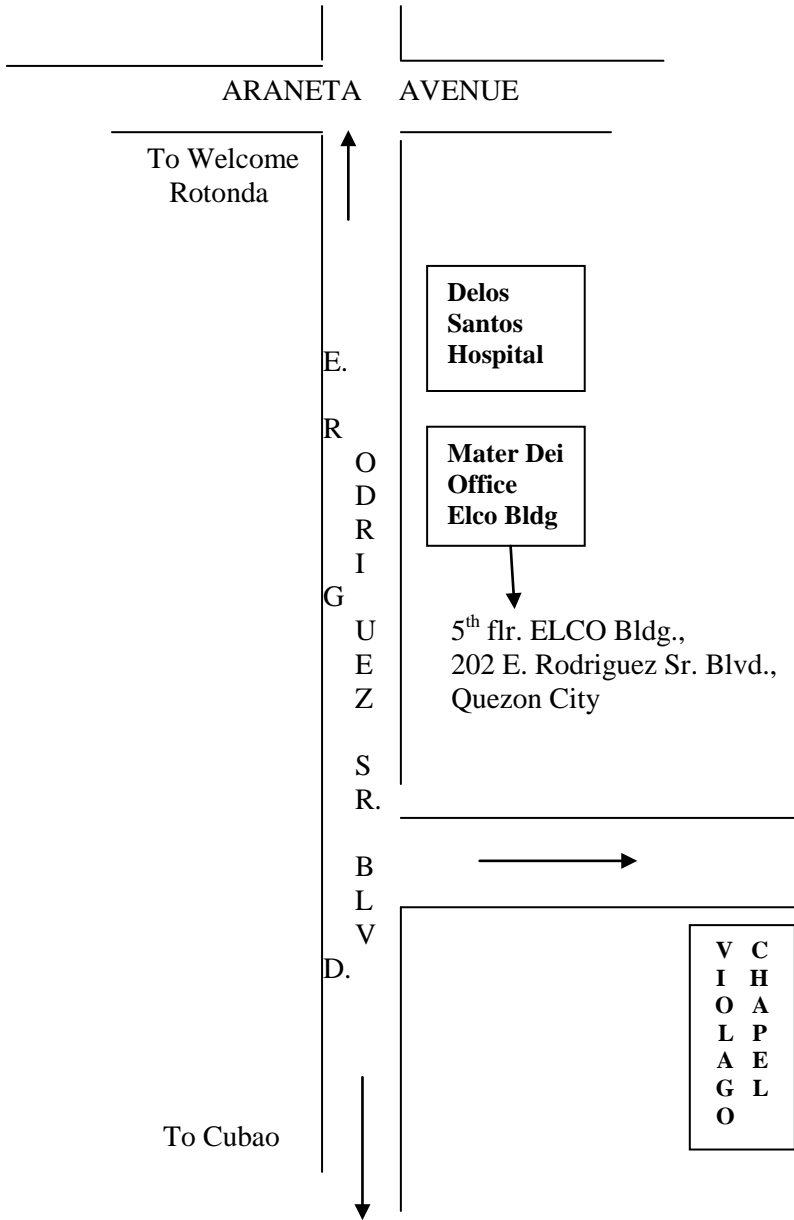 ARANETA AVENUE
To Welcome
Rotonda
Delos
Santos
Hospital
E. RODRIGUEZ SR. BLVD.
Mater Dei
Office
Elco Bldg
5th flr. ELCO Bldg.,
202 E. Rodriguez Sr. Blvd.,
Quezon City
VIOLAGO
CHAPEL
To Cubao